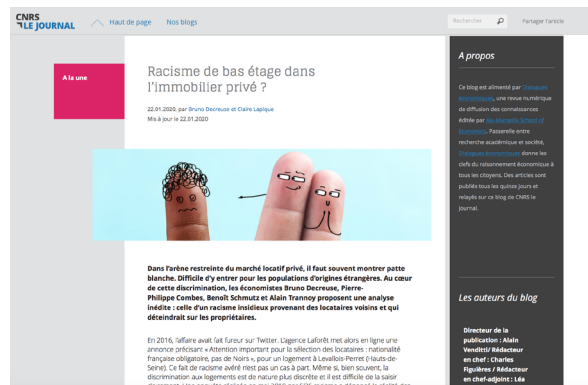 CNRS
LE JOURNAL
Haut de page
Nos blogs
Rechercher
Partager l'article
A la une
Racisme de bas étage dans
l'immobilier privé ?
22.01.2020, par Bruno Decreuse et Claire Lapique
Mis à jour le 22.01.2020
Dans l'arène restreinte du marché locatif privé, il faut souvent montrer patte
blanche. Difficile d'y entrer pour les populations d'origines étrangères. Au cœur
de cette discrimination, les économistes Bruno Decreuse, Pierre-
Philippe Combes, Benoît Schmutz et Alain Trannoy proposent une analyse
inédite : celle d'un racisme insidieux provenant des locataires voisins et qui
déteindrait sur les propriétaires.
En 2016, l'affaire avait fait fureur sur Twitter. L'agence Laforêt met alors en ligne une
annonce précisant « Attention important pour la sélection des locataires : nationalité
française obligatoire, pas de Noirs », pour un logement à Levallois-Perret (Hauts-de-
Seine). Ce fait de racisme avéré n'est pas un cas à part. Même si, bien souvent, la
discrimination aux logements est de nature plus discrète et il est difficile de la saisir
A propos
Ce blog est alimenté par Dialogues
Économiques, une revue numérique
de diffusion des connaissances
éditée par Aix-Marseille School of
Economics. Passerelle entre
recherche académique et société,
Dialogues économiques donne les
clefs du raisonnement économique à
tous les citoyens. Des articles sont
publiés tous les quinze jours et
relayés sur ce blog de CNRS le
Journal.
Les auteurs du blog
Directeur de la
publication : Alain
Venditti/ Rédacteur
en chef : Charles
Figuières / Rédacteur
en chef-adjoint : Léa